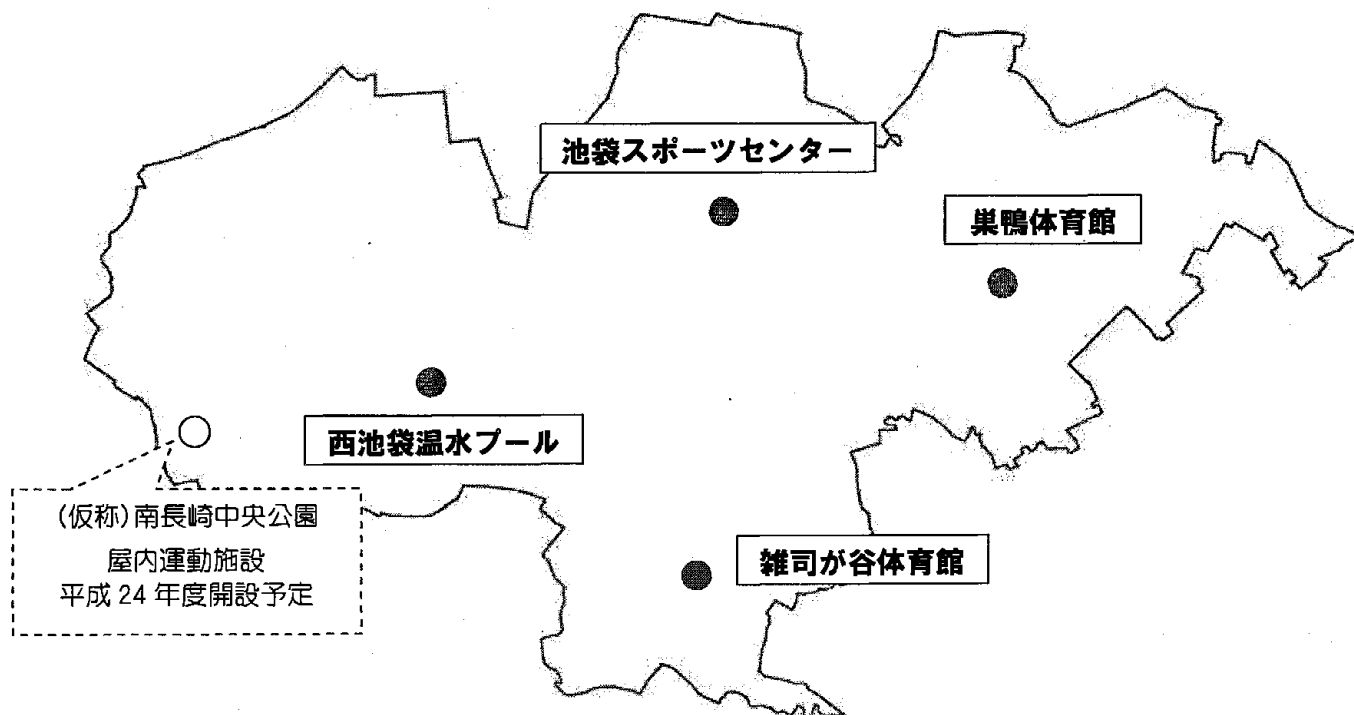 池袋スポーツセンター
巣鴨体育館
西池袋温水プール
(仮称)南長崎中央公園
屋内運動施設
平成24年度開設予定
雑司が谷体育館